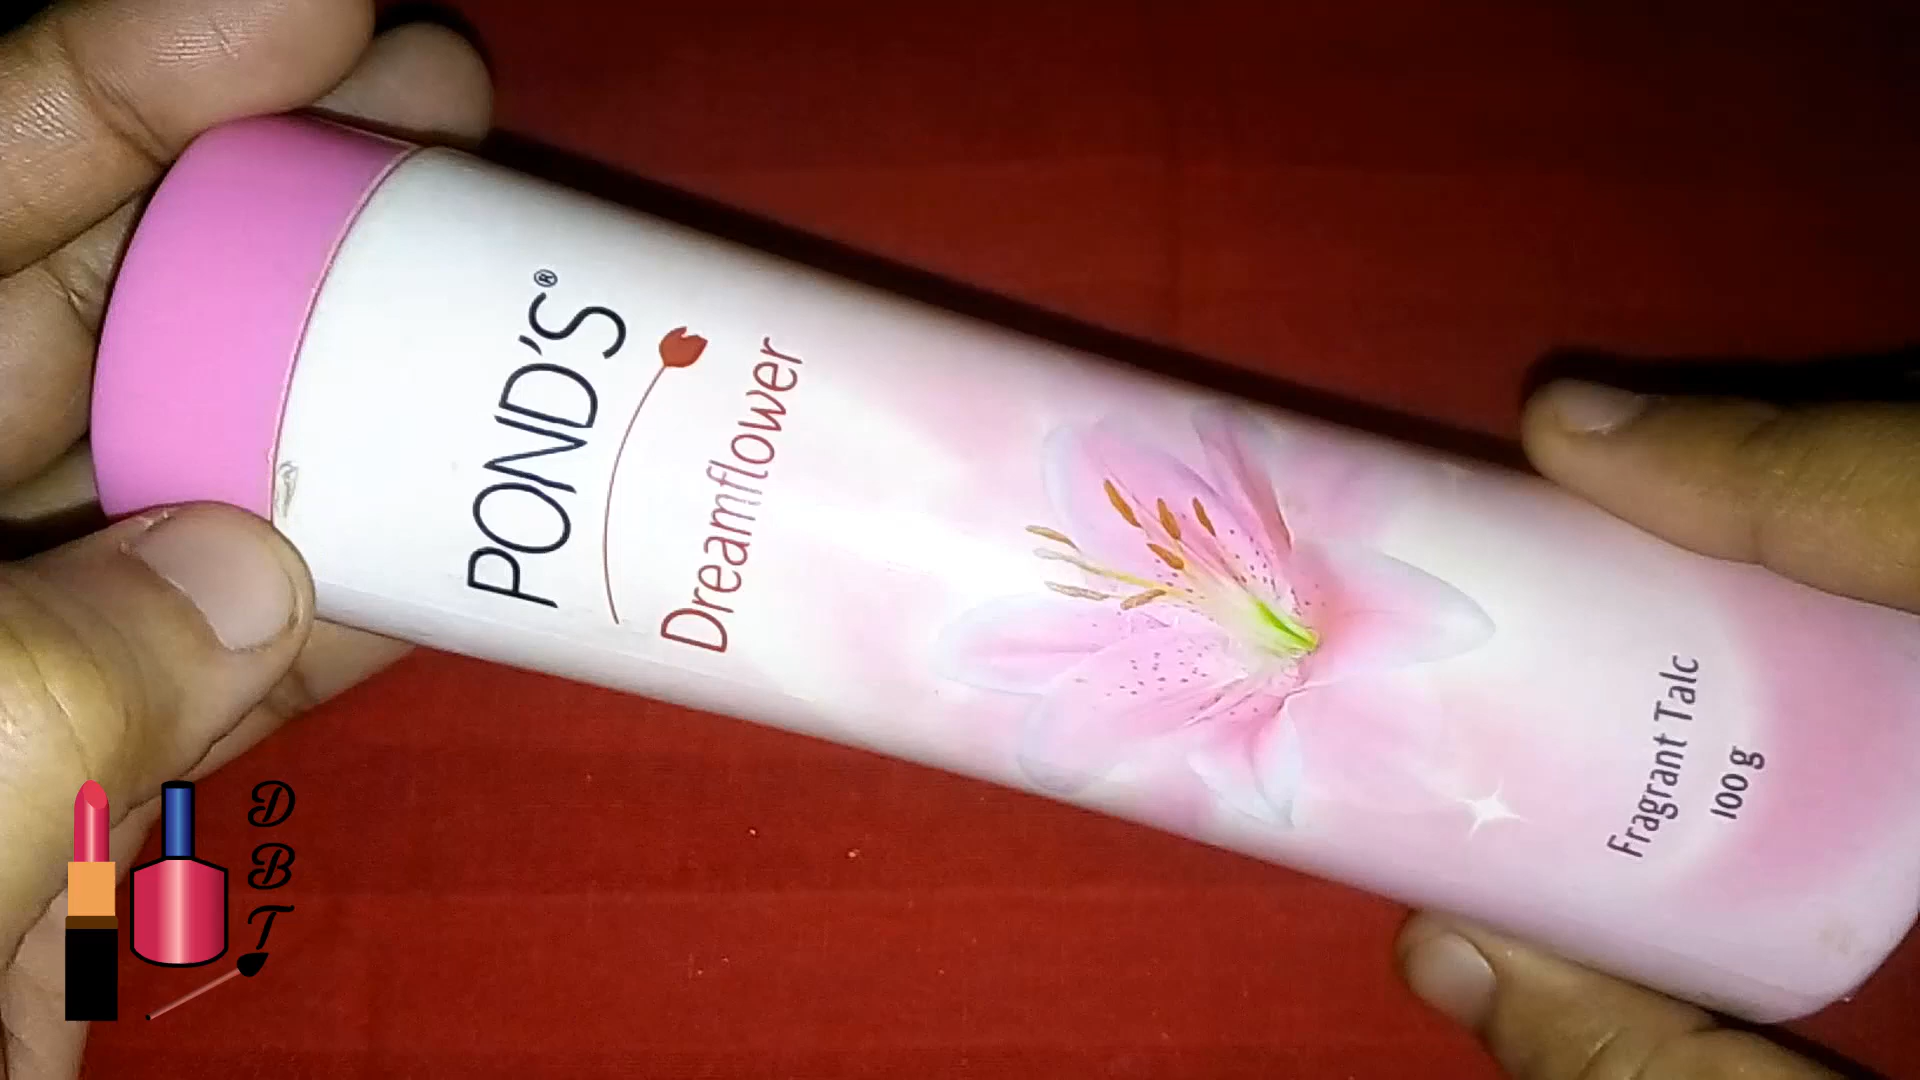 POND'S®
Dreamflower
Fragrant Talc
100 g
D
B
T